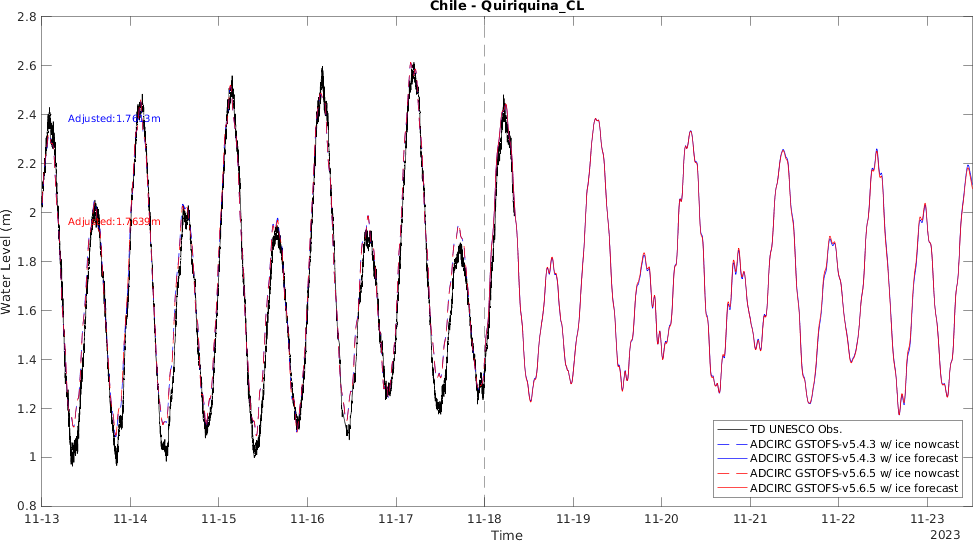 Chile - Quiriquina_CL
Water Level (m)
2.8
2.6
2.4
2.2
2
1.8
1.6
1.4
1.2
1
0.8
Adjusted:1.7639m
TD UNESCO Obs.
ADCIRC GSTOFS-v5.4.3 w/ ice nowcast
ADCIRC GSTOFS-v5.4.3 w/ ice forecast
ADCIRC GSTOFS-v5.6.5 w/ ice nowcast
ADCIRC GSTOFS-v5.6.5 w/ ice forecast
11-13 11-14 11-15 11-16 11-17 11-18 11-19 11-20 11-21 11-22 11-23
Time
2023